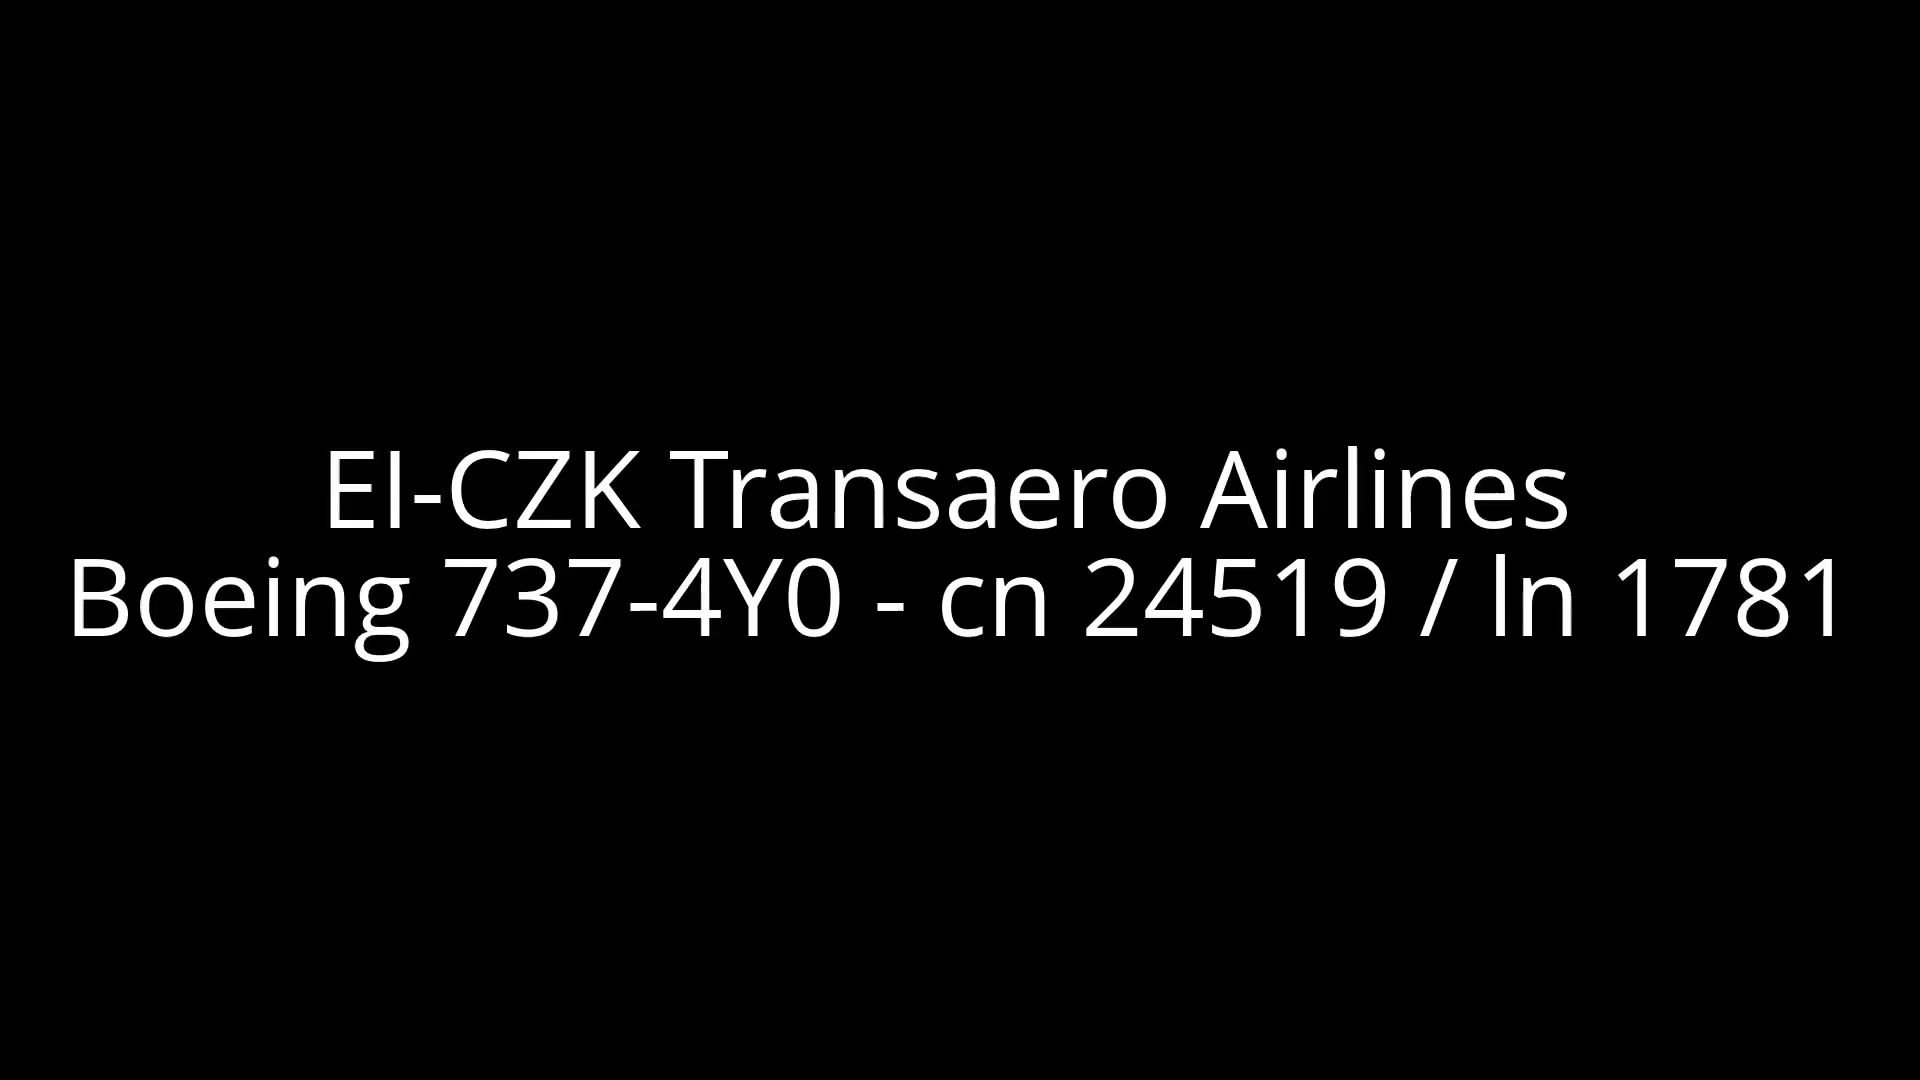 EI-CZK Transaero Airlines
Boeing 737-4Y0 - cn 24519 / ln 1781